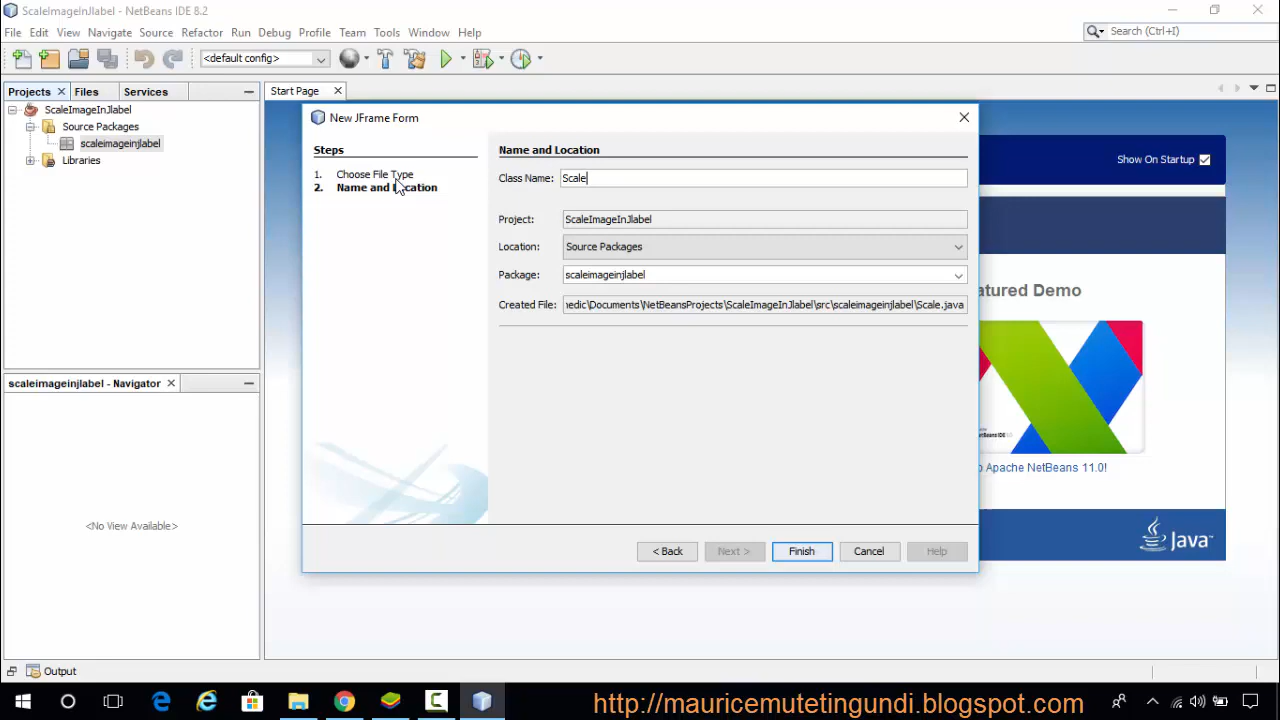 ScaleImageInJlabel - NetBeans IDE 8.2
File Edit View Navigate Source Refactor Run Debug Profile Team Tools Window Help
Search (Ctrl+I)
<default config>
Projects Files Services
Start Page
ScaleImageInJlabel
Source Packages
scaleimageinjlabel
Libraries
New JFrame Form
Steps
1. Choose File Type
2. Name and Location
Name and Location
Class Name: Scale
Project: ScaleImageInJlabel
Location: Source Packages
Package: scaleimageinjlabel
Created File: nedic\Documents\NetBeansProjects\ScaleImageInJlabel\src\scaleimageinjlabel\Scale.java
< Back Next > Finish Cancel Help
Show On Startup
atured Demo
NetBeans IDE
o Apache NetBeans 11.0!
Java
scaleimageinjlabel - Navigator
<No View Available>
Output
http://mauricemutetingundi.blogspot.com